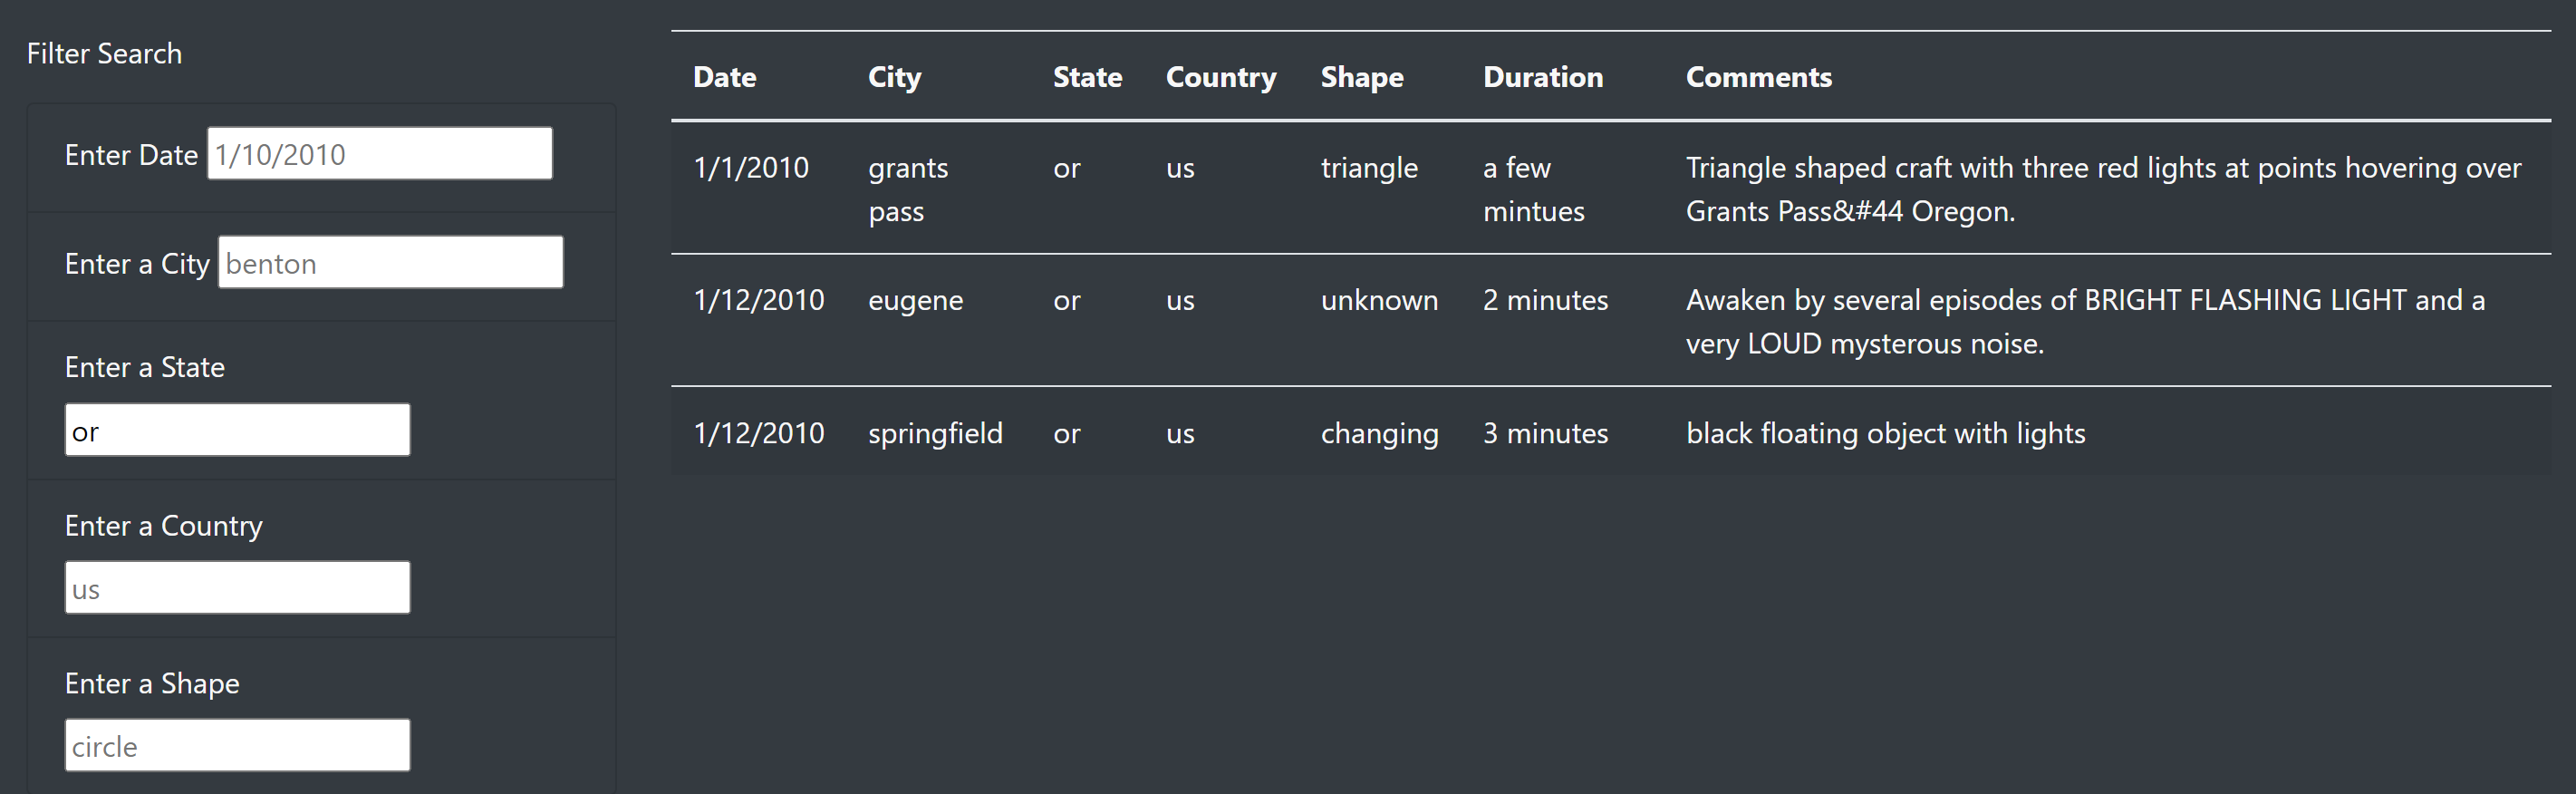 Filter Search
Enter Date 1/10/2010
Enter a City benton
Enter a State
or
Enter a Country
us
Enter a Shape
circle
Date City State Country Shape Duration Comments
1/1/2010 grants or us triangle a few Triangle shaped craft with three red lights at points hovering over
pass mintues Grants Pass&#44 Oregon.
1/12/2010 eugene or us unknown 2 minutes Awaken by several episodes of BRIGHT FLASHING LIGHT and a
very LOUD mysterous noise.
1/12/2010 springfield or us changing 3 minutes black floating object with lights